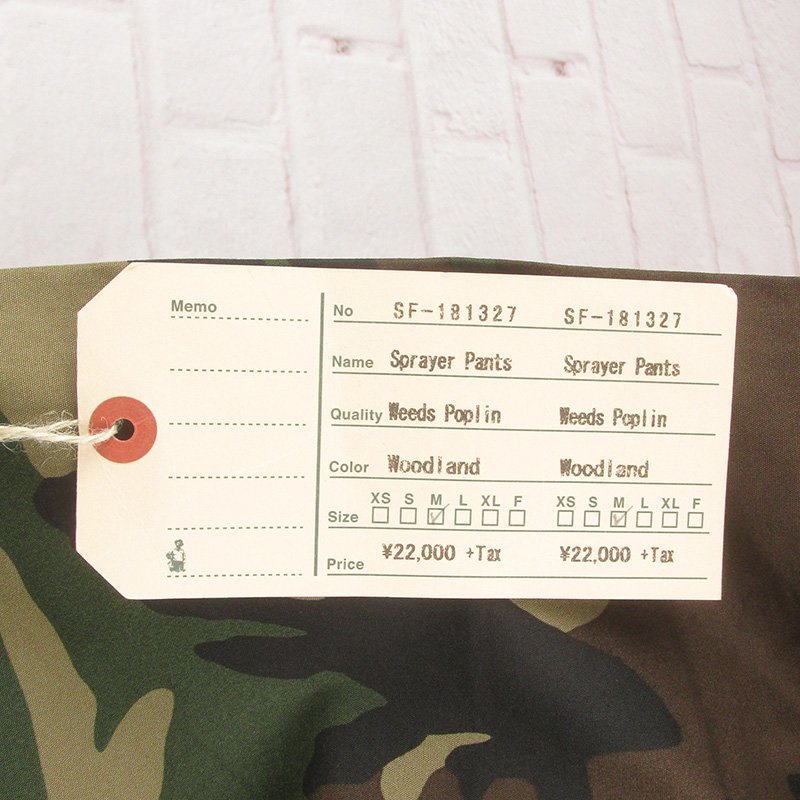 Memo
No SF-181327 SF-181327
Name Sprayer Pants Sprayer Pants
Quality Weeds Poplin Weeds Poplin
Color Woodland Woodland
XS S M L XL F XS S M L XL F
Size
Price ¥22,000 +Tax ¥22,000 +Tax